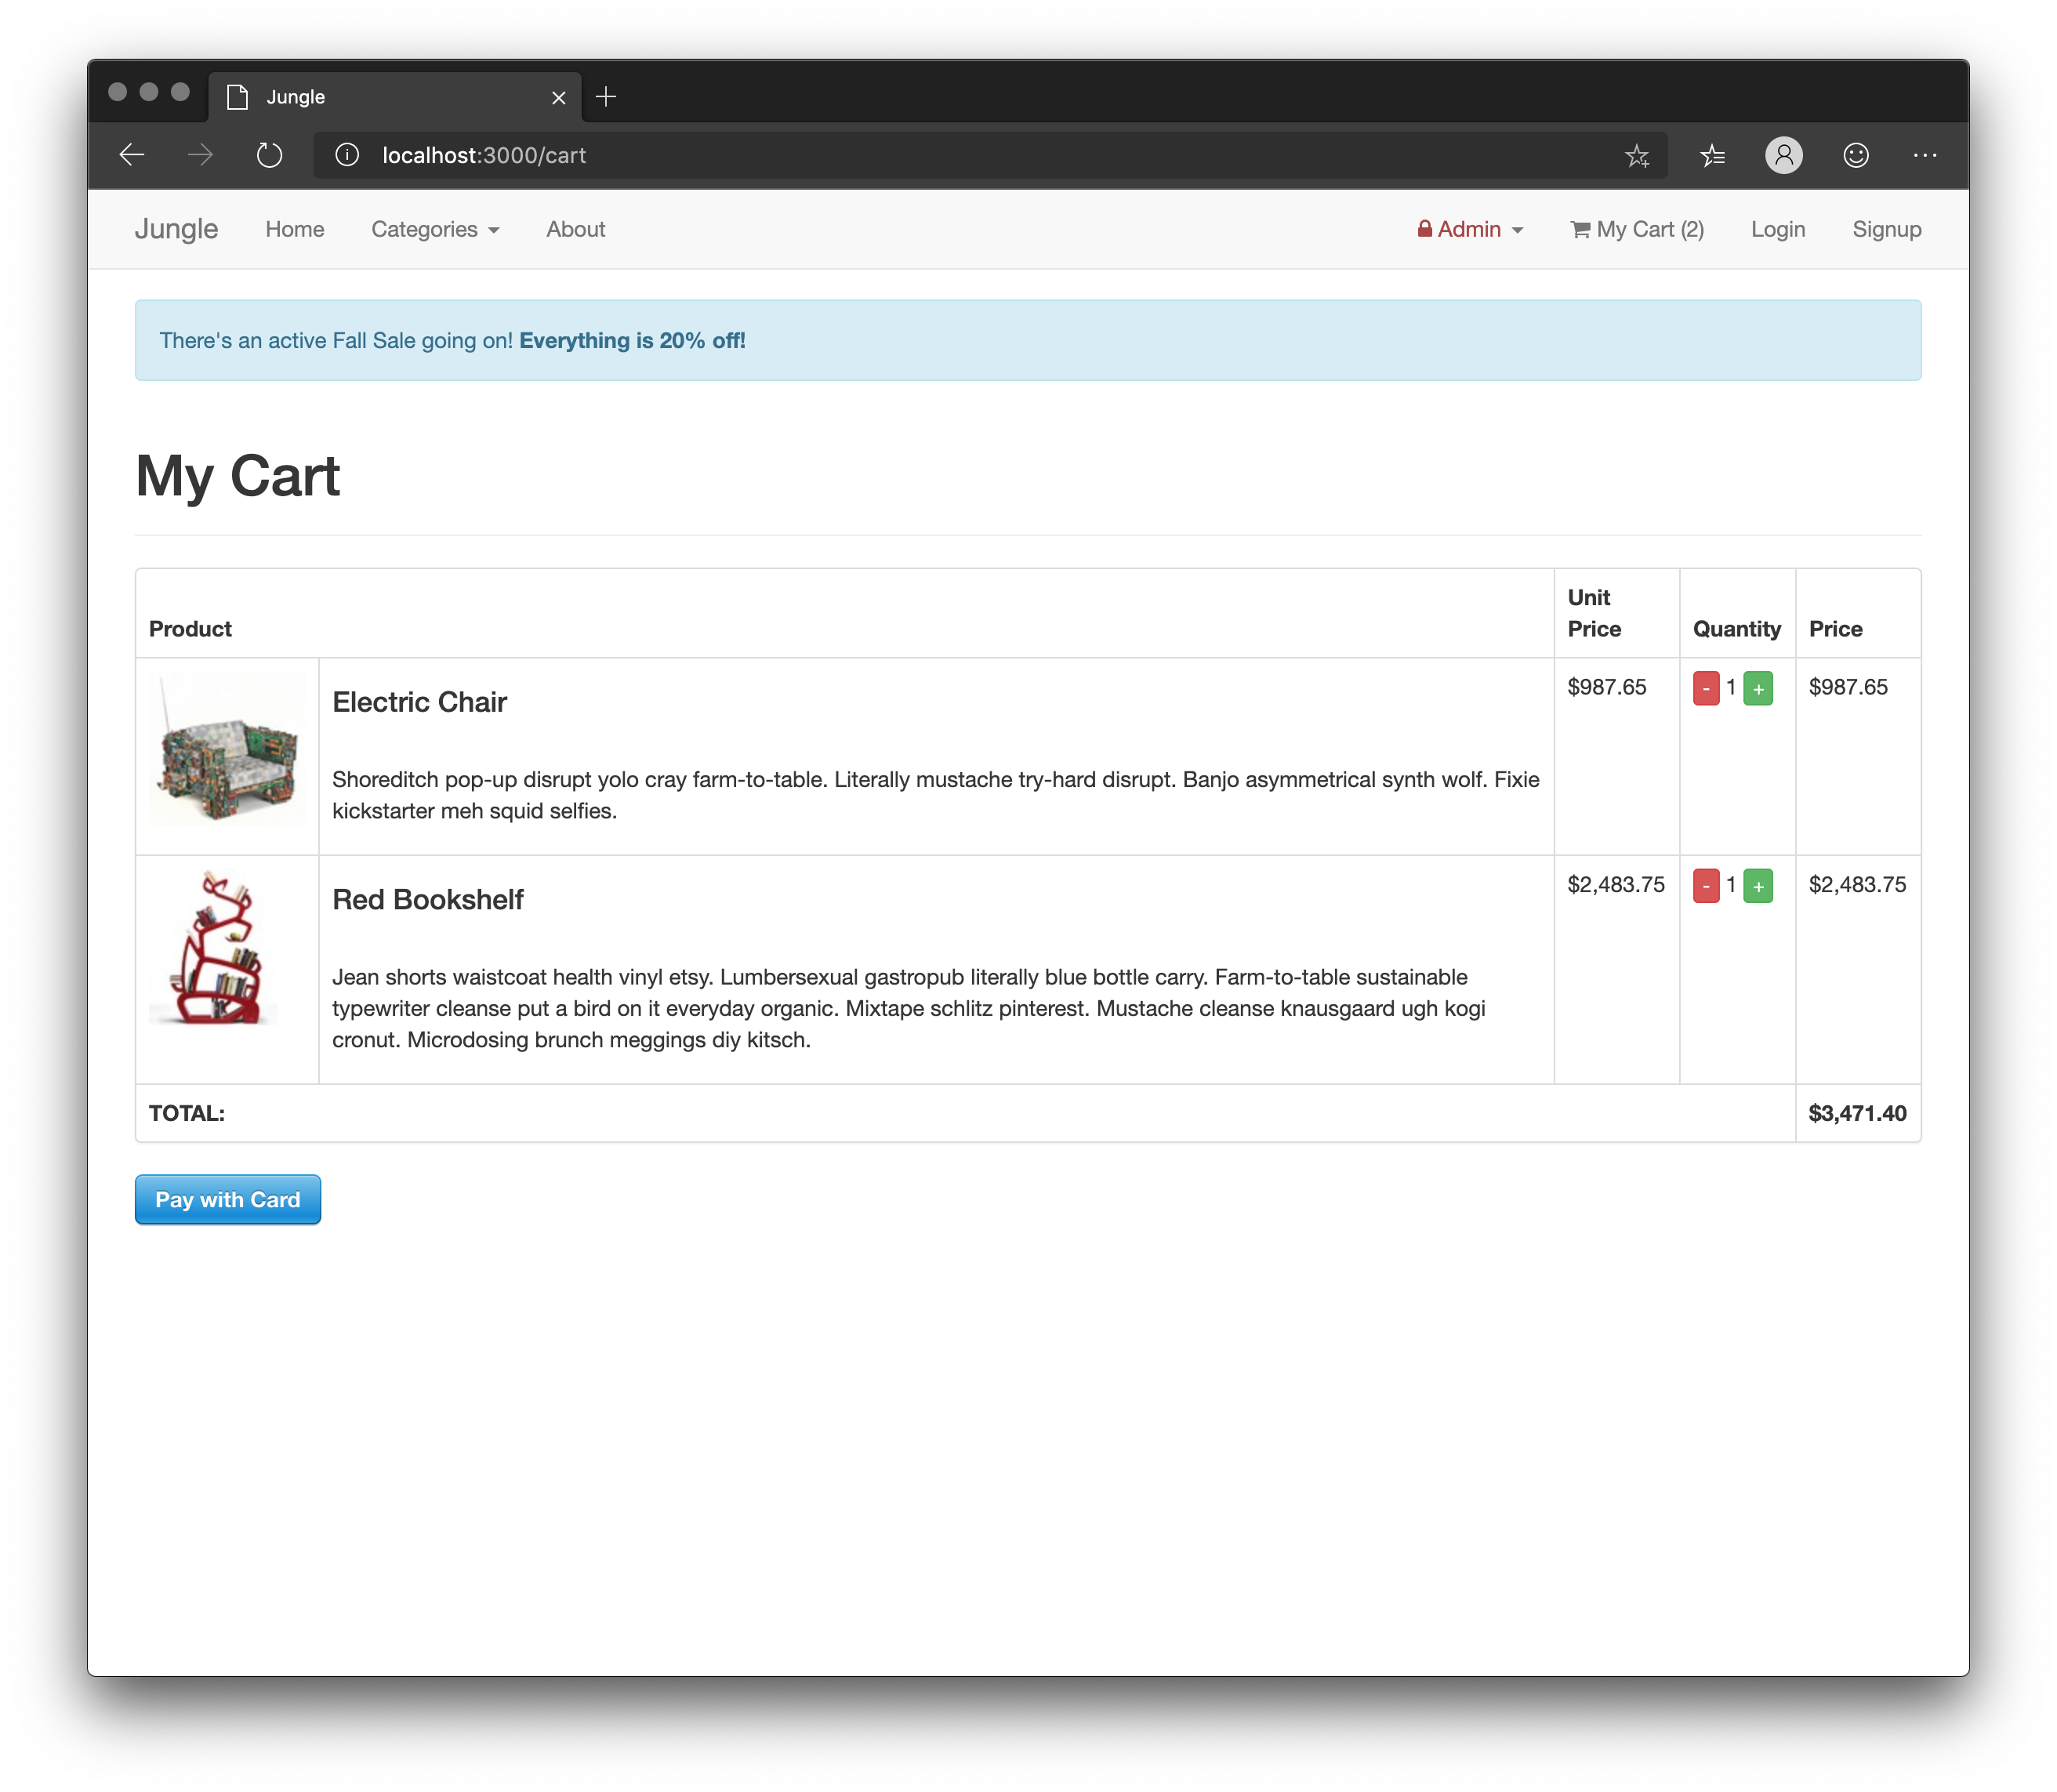 Jungle
localhost:3000/cart
Jungle Home Categories About Admin My Cart (2) Login Signup
There's an active Fall Sale going on! Everything is 20% off!
My Cart
Product Unit Price Quantity Price
Electric Chair $987.65 - 1 + $987.65
Shoreditch pop-up disrupt yolo cray farm-to-table. Literally mustache try-hard disrupt. Banjo asymmetrical synth wolf. Fixie
kickstarter meh squid selfies.
Red Bookshelf $2,483.75 - 1 + $2,483.75
Jean shorts waistcoat health vinyl etsy. Lumbersexual gastropub literally blue bottle carry. Farm-to-table sustainable
typewriter cleanse put a bird on it everyday organic. Mixtape schlitz pinterest. Mustache cleanse knausgaard ugh kogi
cronut. Microdosing brunch meggings diy kitsch.
TOTAL: $3,471.40
Pay with Card